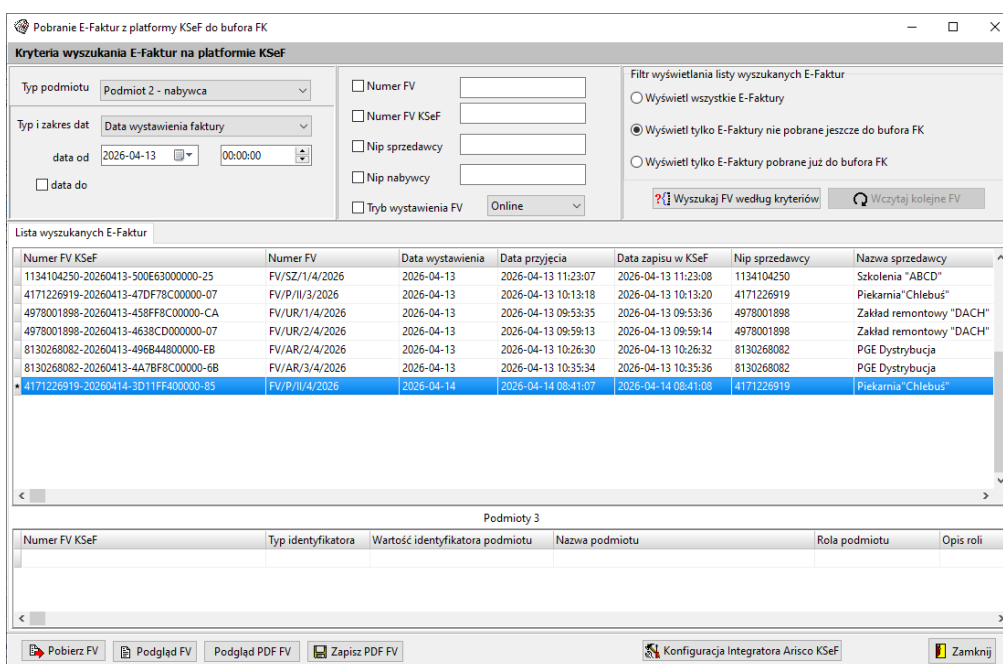 Pobranie E-Faktur z platformy KSeF do bufora FK
Kryteria wyszukania E-Faktur na platformie KSeF
Typ podmiotu Podmiot 2 - nabywca
Typ i zakres dat Data wystawienia faktury
data od 2026-04-13 00:00:00
data do
Numer FV
Numer FV KSeF
Nip sprzedawcy
Nip nabywcy
Tryb wystawienia FV Online
Filtr wyświetlania listy wyszukanych E-Faktur
Wyświetl wszystkie E-Faktury
Wyświetl tylko E-Faktury nie pobrane jeszcze do bufora FK
Wyświetl tylko E-Faktury pobrane już do bufora FK
?{} Wyszukaj FV według kryteriów Wczytaj kolejne FV
Lista wyszukanych E-Faktur
Numer FV KSeF Numer FV Data wystawienia Data przyjęcia Data zapisu w KSeF Nip sprzedawcy Nazwa sprzedawcy
1134104250-20260413-500E63000000-25 FV/SZ/1/4/2026 2026-04-13 2026-04-13 11:23:07 2026-04-13 11:23:08 1134104250 Szkolenia "ABCD"
4171226919-20260413-47DF78C00000-07 FV/P/II/3/2026 2026-04-13 2026-04-13 10:13:18 2026-04-13 10:13:20 4171226919 Piekarnia"Chlebuś"
4978001898-20260413-458FF8C00000-CA FV/UR/1/4/2026 2026-04-13 2026-04-13 09:53:35 2026-04-13 09:53:36 4978001898 Zakład remontowy "DACH"
4978001898-20260413-4638CD000000-07 FV/UR/2/4/2026 2026-04-13 2026-04-13 09:59:13 2026-04-13 09:59:14 4978001898 Zakład remontowy "DACH"
8130268082-20260413-496B44800000-EB FV/AR/2/4/2026 2026-04-13 2026-04-13 10:26:30 2026-04-13 10:26:32 8130268082 PGE Dystrybucja
8130268082-20260413-4A7BF8C00000-6B FV/AR/3/4/2026 2026-04-13 2026-04-13 10:35:34 2026-04-13 10:35:36 8130268082 PGE Dystrybucja
4171226919-20260414-3D11FF400000-85 FV/P/II/4/2026 2026-04-14 2026-04-14 08:41:07 2026-04-14 08:41:08 4171226919 Piekarnia"Chlebuś"
Podmioty 3
Numer FV KSeF Typ identyfikatora Wartość identyfikatora podmiotu Nazwa podmiotu Rola podmiotu Opis roli
Pobierz FV Podgląd FV Podgląd PDF FV Zapisz PDF FV Konfiguracja Integratora Arisco KSeF Zamknij